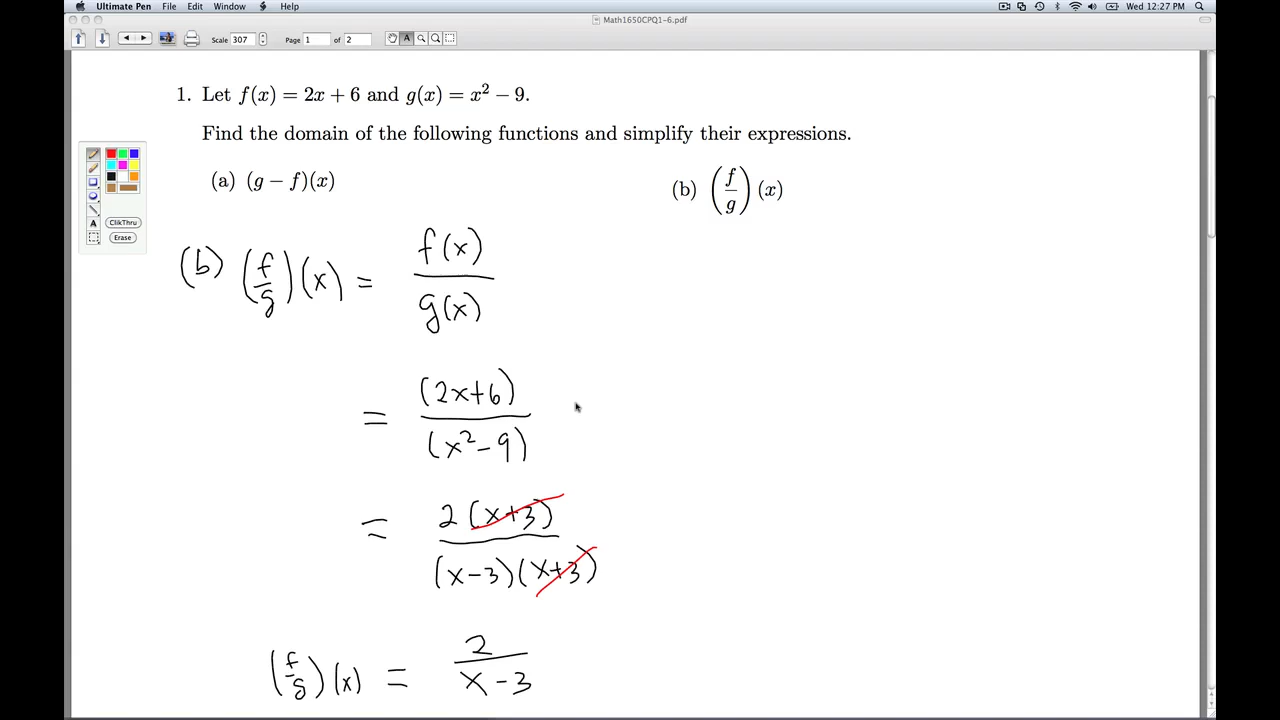 Ultimate Pen File Edit Window Help Wed 12:27 PM
Math1650CPQ1-6.pdf
Scale 307 Page 1 of 2 A
1. Let f(x) = 2x + 6 and g(x) = x² − 9.
Find the domain of the following functions and simplify their expressions.
(a) (g − f)(x)
(b) (f/g)(x)
A ClikThru
Erase
(b) (f/g)(x) = f(x)/g(x)
= (2x+6)/(x²−9)
= 2(x+3)/(x−3)(x+3)
(f/g)(x) = 2/(x−3)